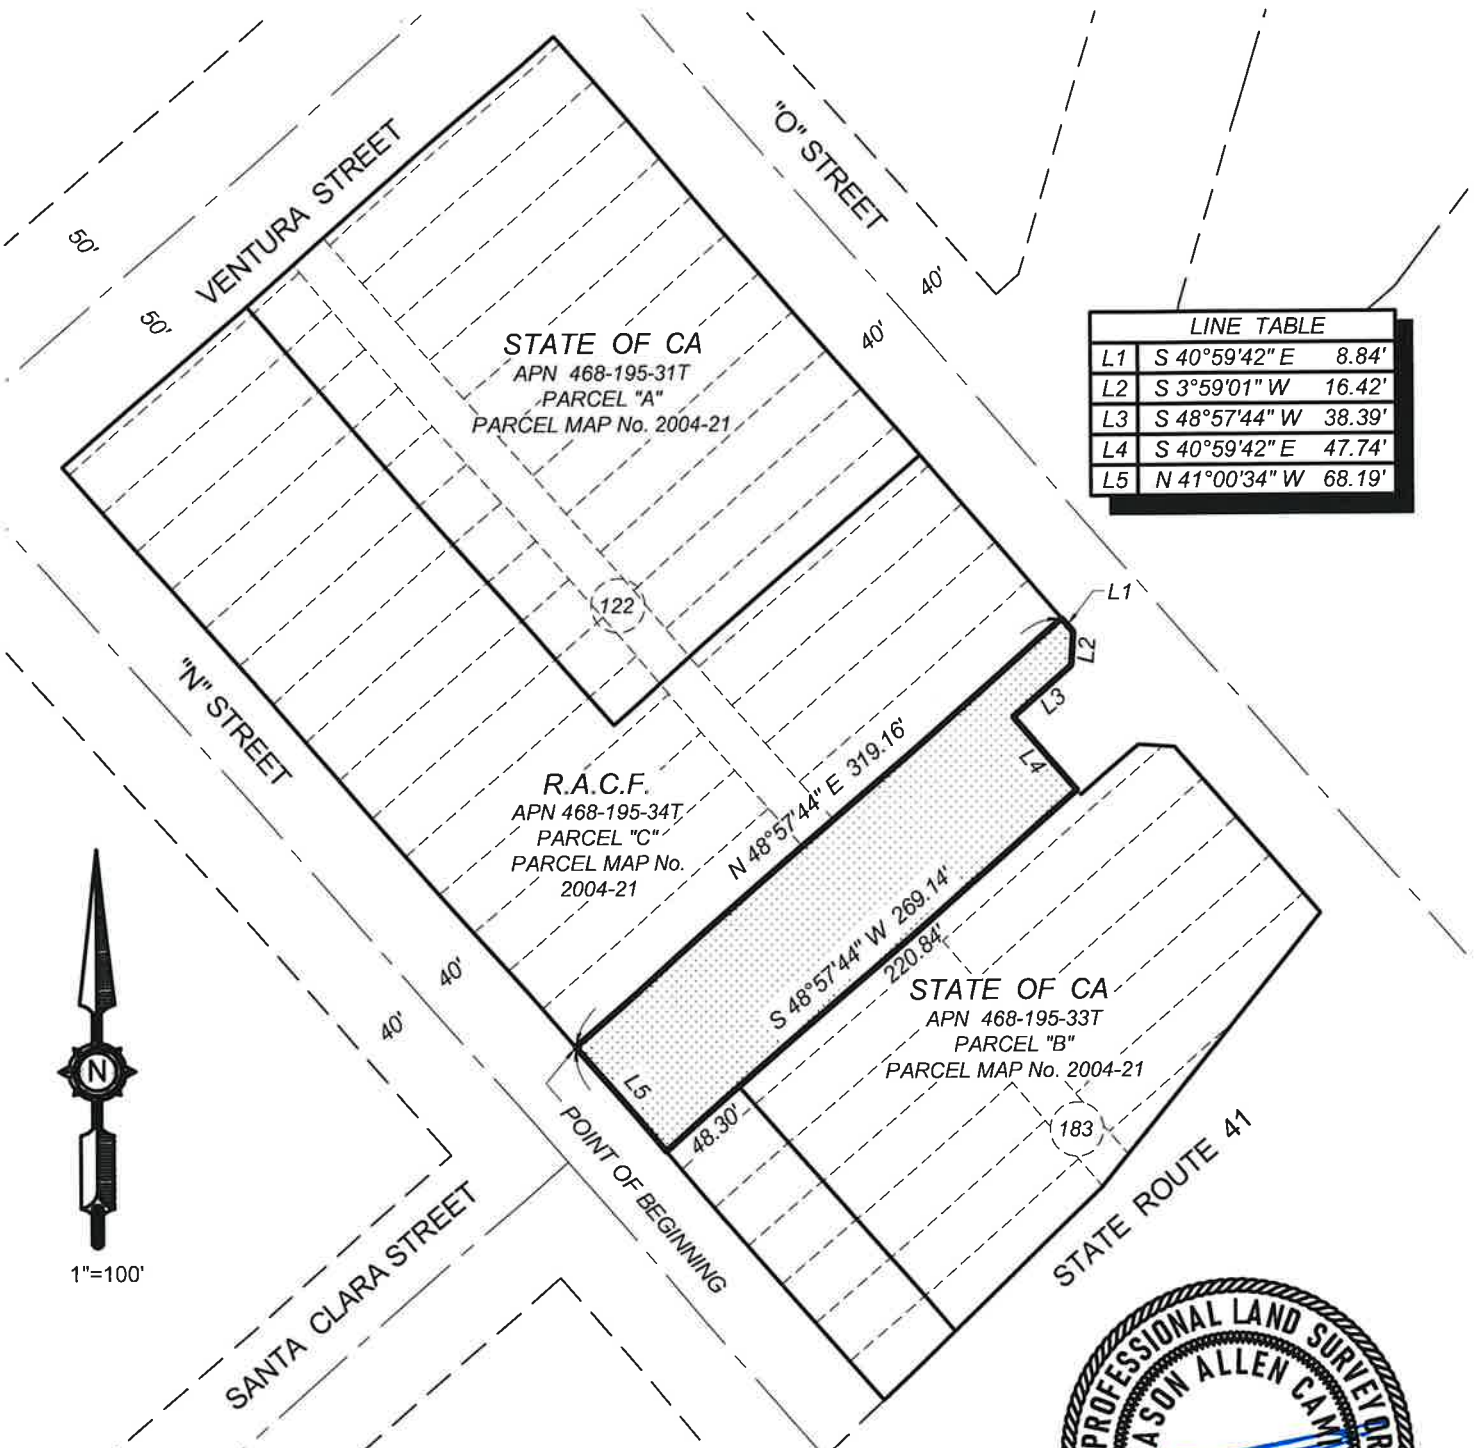 "O" STREET
VENTURA STREET
50'
50'
40'
40'
STATE OF CA
APN 468-195-31T
PARCEL "A"
PARCEL MAP No. 2004-21
LINE TABLE
L1 S 40°59'42" E 8.84'
L2 S 3°59'01" W 16.42'
L3 S 48°57'44" W 38.39'
L4 S 40°59'42" E 47.74'
L5 N 41°00'34" W 68.19'
122
L1
L2
L3
L4
"N" STREET
N 48°57'44" E 319.16'
R.A.C.F.
APN 468-195-34T
PARCEL "C"
PARCEL MAP No.
2004-21
S 48°57'44" W 269.14'
220.84'
40'
40'
STATE OF CA
APN 468-195-33T
PARCEL "B"
PARCEL MAP No. 2004-21
N
L5
48.30'
183
POINT OF BEGINNING
STATE ROUTE 41
1"=100'
SANTA CLARA STREET
PROFESSIONAL LAND SURVEYOR
ALLEN